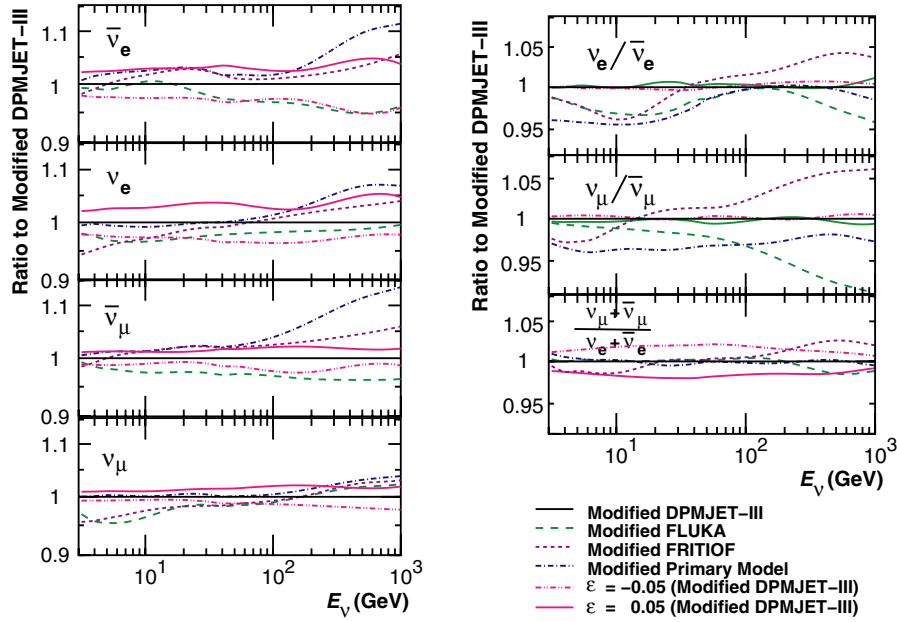 Ratio to Modified DPMJET−III
1.1
1
0.9
ν̅e
1.1
1
0.9
νe
1.1
1
0.9
ν̅μ
1.1
1
0.9
νμ
10¹ 10² 10³
Eν (GeV)
Ratio to Modified DPMJET−III
1.05
1
0.95
νe/ν̅e
1.05
1
0.95
νμ/ν̅μ
1.05
1
0.95
νμ+ν̅μ
νe+ν̅e
10¹ 10² 10³
Eν (GeV)
Modified DPMJET−III
Modified FLUKA
Modified FRITIOF
Modified Primary Model
ε = −0.05 (Modified DPMJET−III)
ε = 0.05 (Modified DPMJET−III)